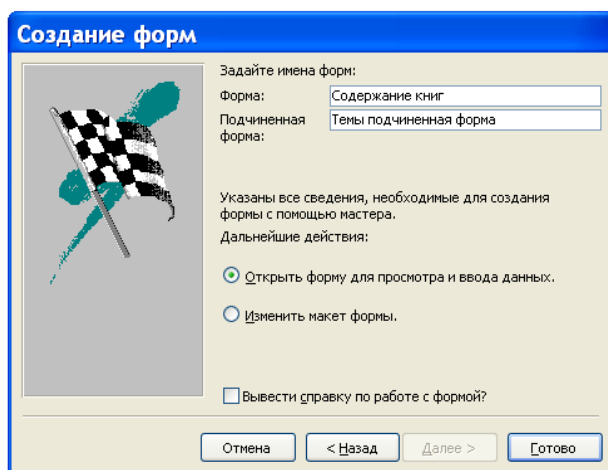 Создание форм
Задайте имена форм:
Форма:
Содержание книг
Подчиненная форма:
Темы подчиненная форма
Указаны все сведения, необходимые для создания
формы с помощью мастера.
Дальнейшие действия:
Открыть форму для просмотра и ввода данных.
Изменить макет формы.
Вывести справку по работе с формой?
Отмена
< Назад
Далее >
Готово